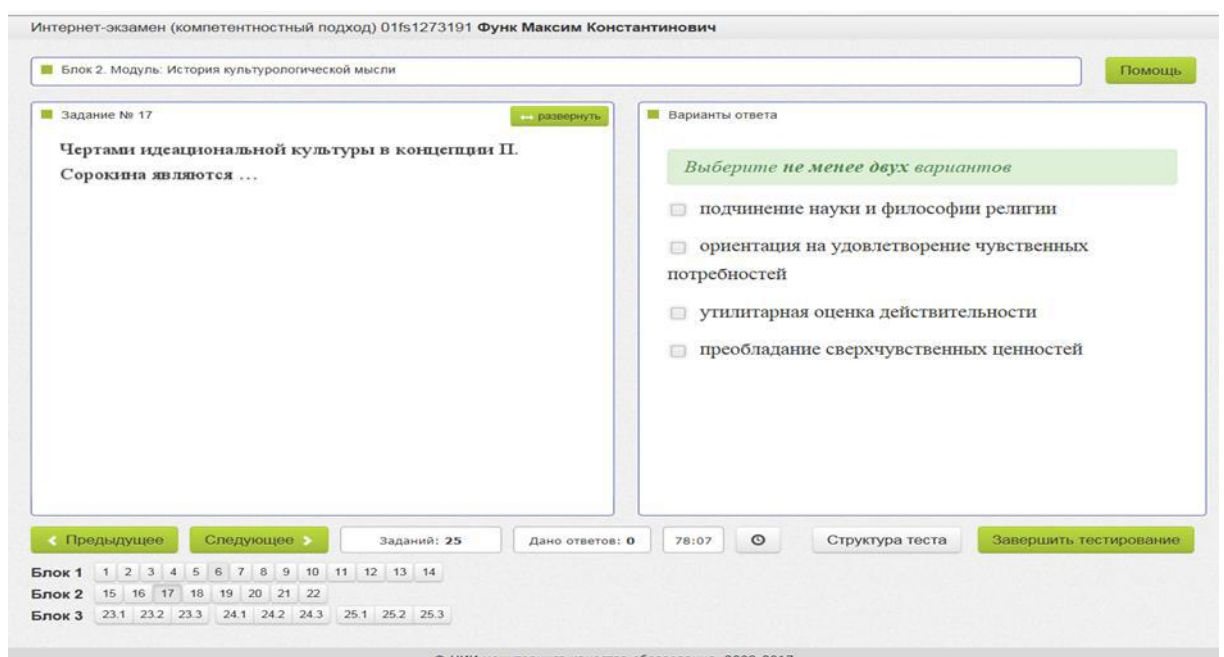 Интернет-экзамен (компетентностный подход) 01fs1273191 Функ Максим Константинович
Блок 2. Модуль: История культурологической мысли
Помощь
Задание № 17
развернуть
Чертами идеациональной культуры в концепции П.
Сорокина являются ...
Варианты ответа
Выберите не менее двух вариантов
подчинение науки и философии религии
ориентация на удовлетворение чувственных
потребностей
утилитарная оценка действительности
преобладание сверхчувственных ценностей
Предыдущее
Следующее
Заданий: 25
Дано ответов: 0
78:07
Структура теста
Завершить тестирование
Блок 1 1 2 3 4 5 6 7 8 9 10 11 12 13 14
Блок 2 15 16 17 18 19 20 21 22
Блок 3 23.1 23.2 23.3 24.1 24.2 24.3 25.1 25.2 25.3